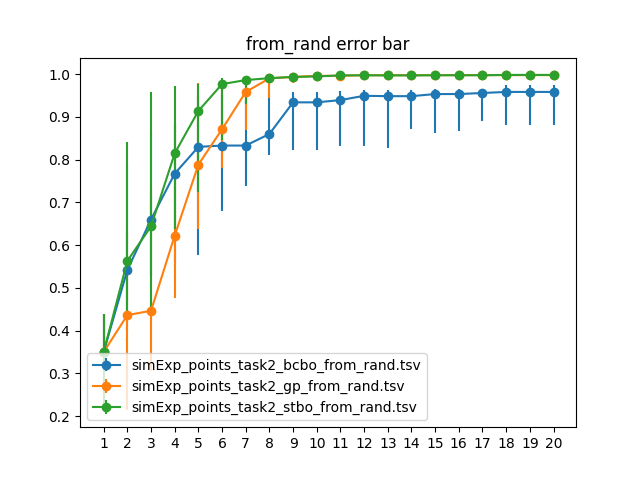 from_rand error bar
1.0
0.9
0.8
0.7
0.6
0.5
0.4
0.3
0.2
simExp_points_task2_bcbo_from_rand.tsv
simExp_points_task2_gp_from_rand.tsv
simExp_points_task2_stbo_from_rand.tsv
1 2 3 4 5 6 7 8 9 10 11 12 13 14 15 16 17 18 19 20